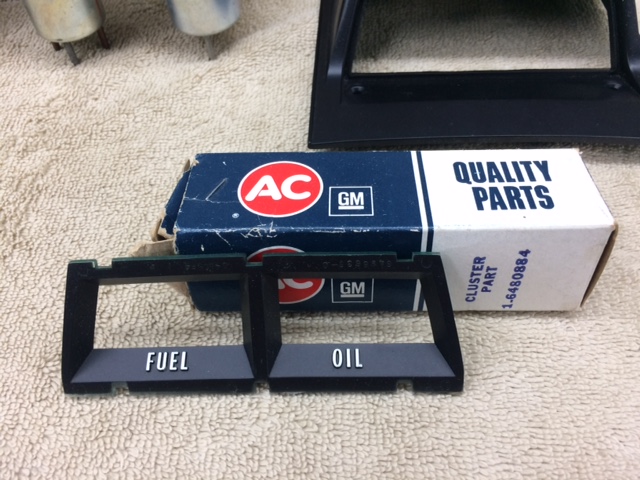 AC
®
GM
QUALITY
PARTS
CLUSTER
PART
1-6480884
AC
GM
FUEL
OIL